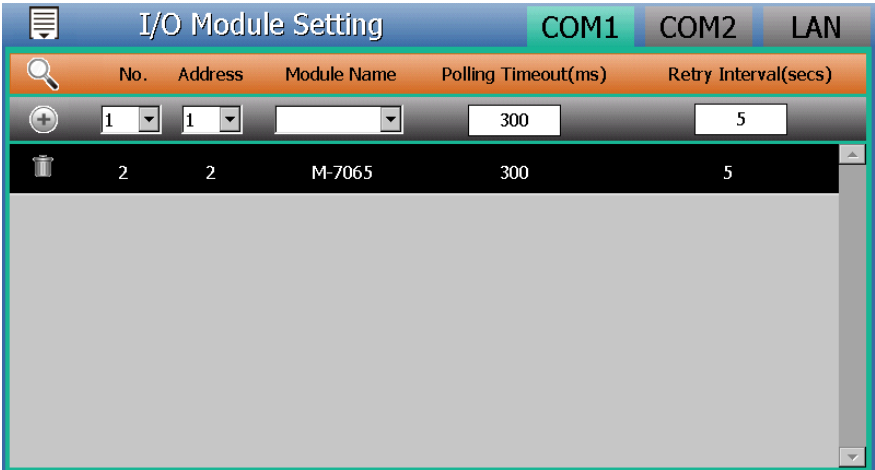 I/O Module Setting COM1 COM2 LAN
No. Address Module Name Polling Timeout(ms) Retry Interval(secs)
1 1 300 5
2 2 M-7065 300 5